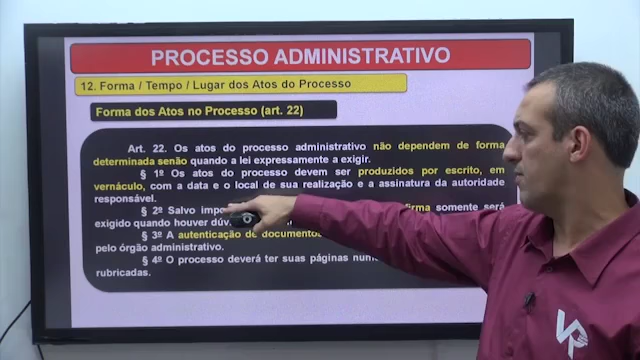 PROCESSO ADMINISTRATIVO
12. Forma / Tempo / Lugar dos Atos do Processo
Forma dos Atos no Processo (art. 22)
Art. 22. Os atos do processo administrativo não dependem de forma
determinada senão quando a lei expressamente a exigir.
§ 1º Os atos do processo devem ser produzidos por escrito, em
vernáculo, com a data e o local de sua realização e a assinatura da autoridade
responsável.
§ 2º Salvo firma somente será
exigido quando houver
§ 3º A autenticação de documentos
pelo órgão administrativo.
§ 4º O processo deverá ter suas páginas
rubricadas.
VP